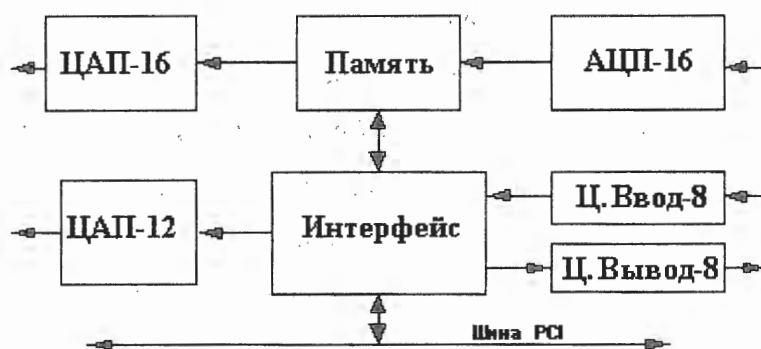 ЦАП-16
Память
АЦП-16
ЦАП-12
Интерфейс
Ц.Ввод-8
Ц.Вывод-8
Шина PCI